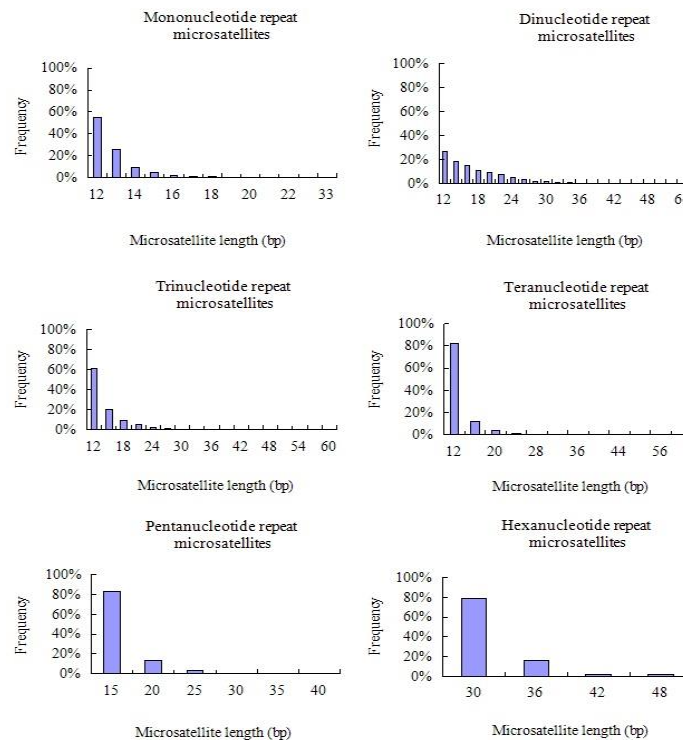 Mononucleotide repeat
microsatellites
100%
80%
60%
40%
20%
0%
Frequency
12 14 16 18 20 22 33
Microsatellite length (bp)
Dinucleotide repeat
microsatellites
100%
80%
60%
40%
20%
0%
Frequency
12 18 24 30 36 42 48
Microsatellite length (bp)
Trinucleotide repeat
microsatellites
100%
80%
60%
40%
20%
0%
Frequency
12 18 24 30 36 42 48 54 60
Microsatellite length (bp)
Teranucleotide repeat
microsatellites
100%
80%
60%
40%
20%
0%
Frequency
12 20 28 36 44 56
Microsatellite length (bp)
Pentanucleotide repeat
microsatellites
100%
80%
60%
40%
20%
0%
Frequency
15 20 25 30 35 40
Microsatellite length (bp)
Hexanucleotide repeat
microsatellites
100%
80%
60%
40%
20%
0%
Frequency
30 36 42 48
Microsatellite length (bp)